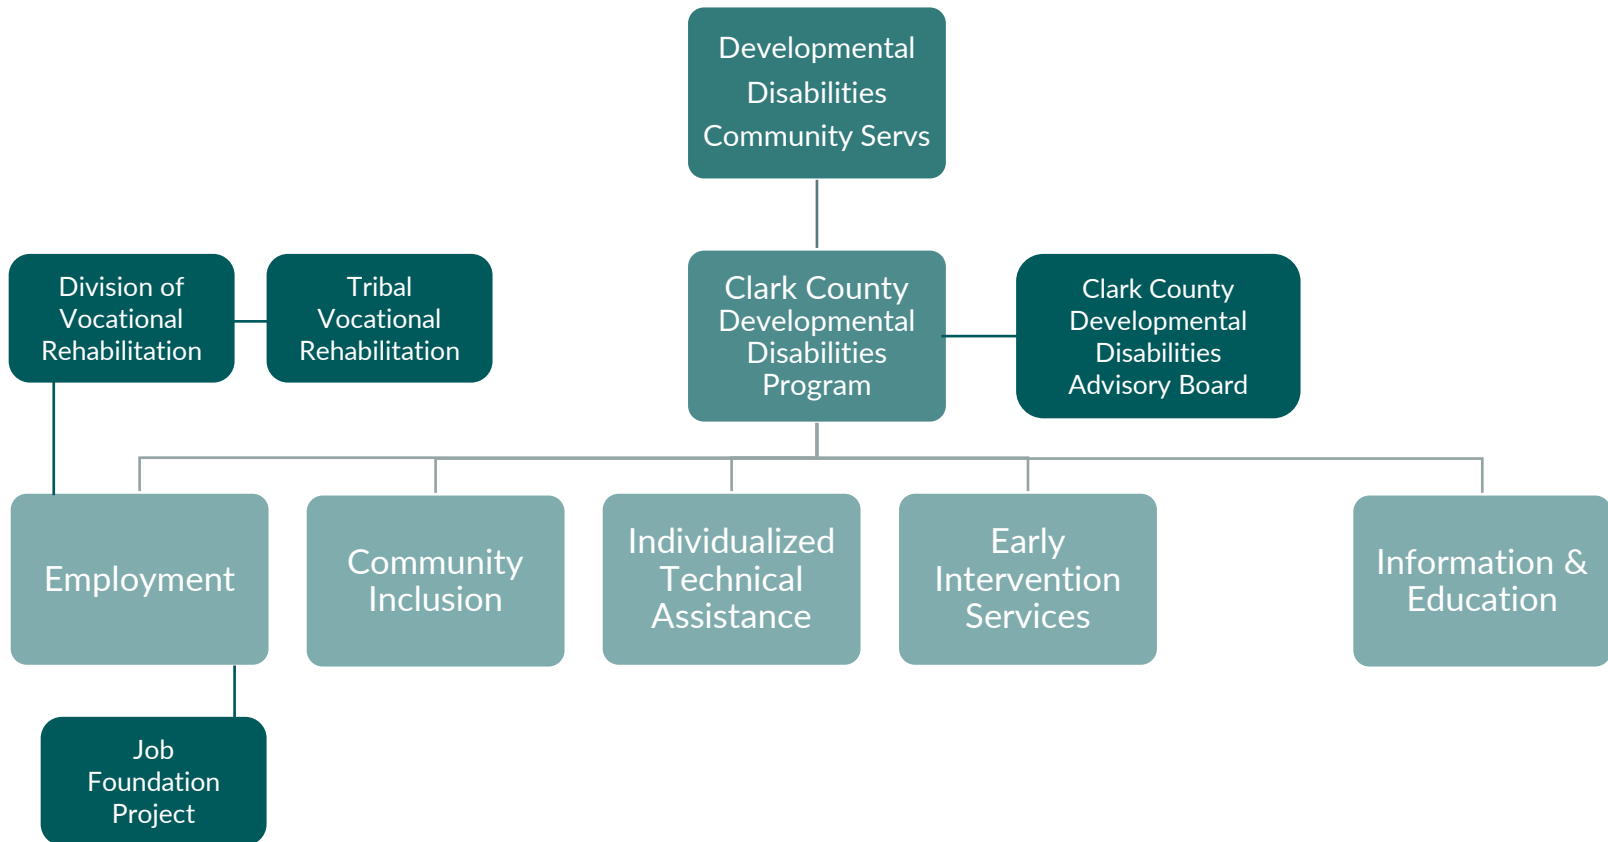 Developmental
Disabilities
Community Servs
Division of
Vocational
Rehabilitation
Tribal
Vocational
Rehabilitation
Clark County
Developmental
Disabilities
Program
Clark County
Developmental
Disabilities
Advisory Board
Employment
Community
Inclusion
Individualized
Technical
Assistance
Early
Intervention
Services
Information &
Education
Job
Foundation
Project